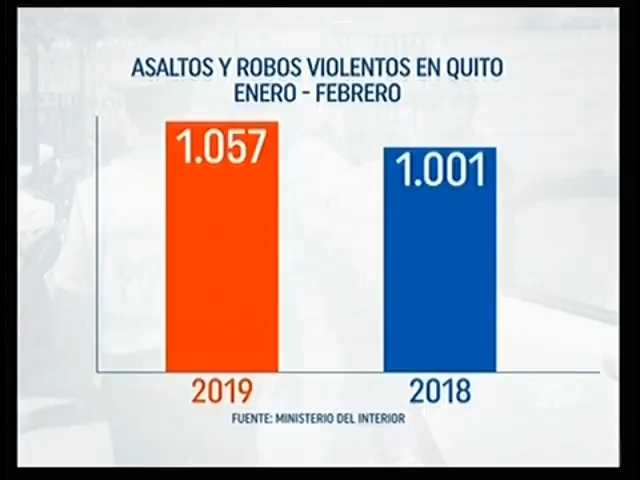 ASALTOS Y ROBOS VIOLENTOS EN QUITO
ENERO - FEBRERO
1.057
1.001
2019
2018
FUENTE: MINISTERIO DEL INTERIOR